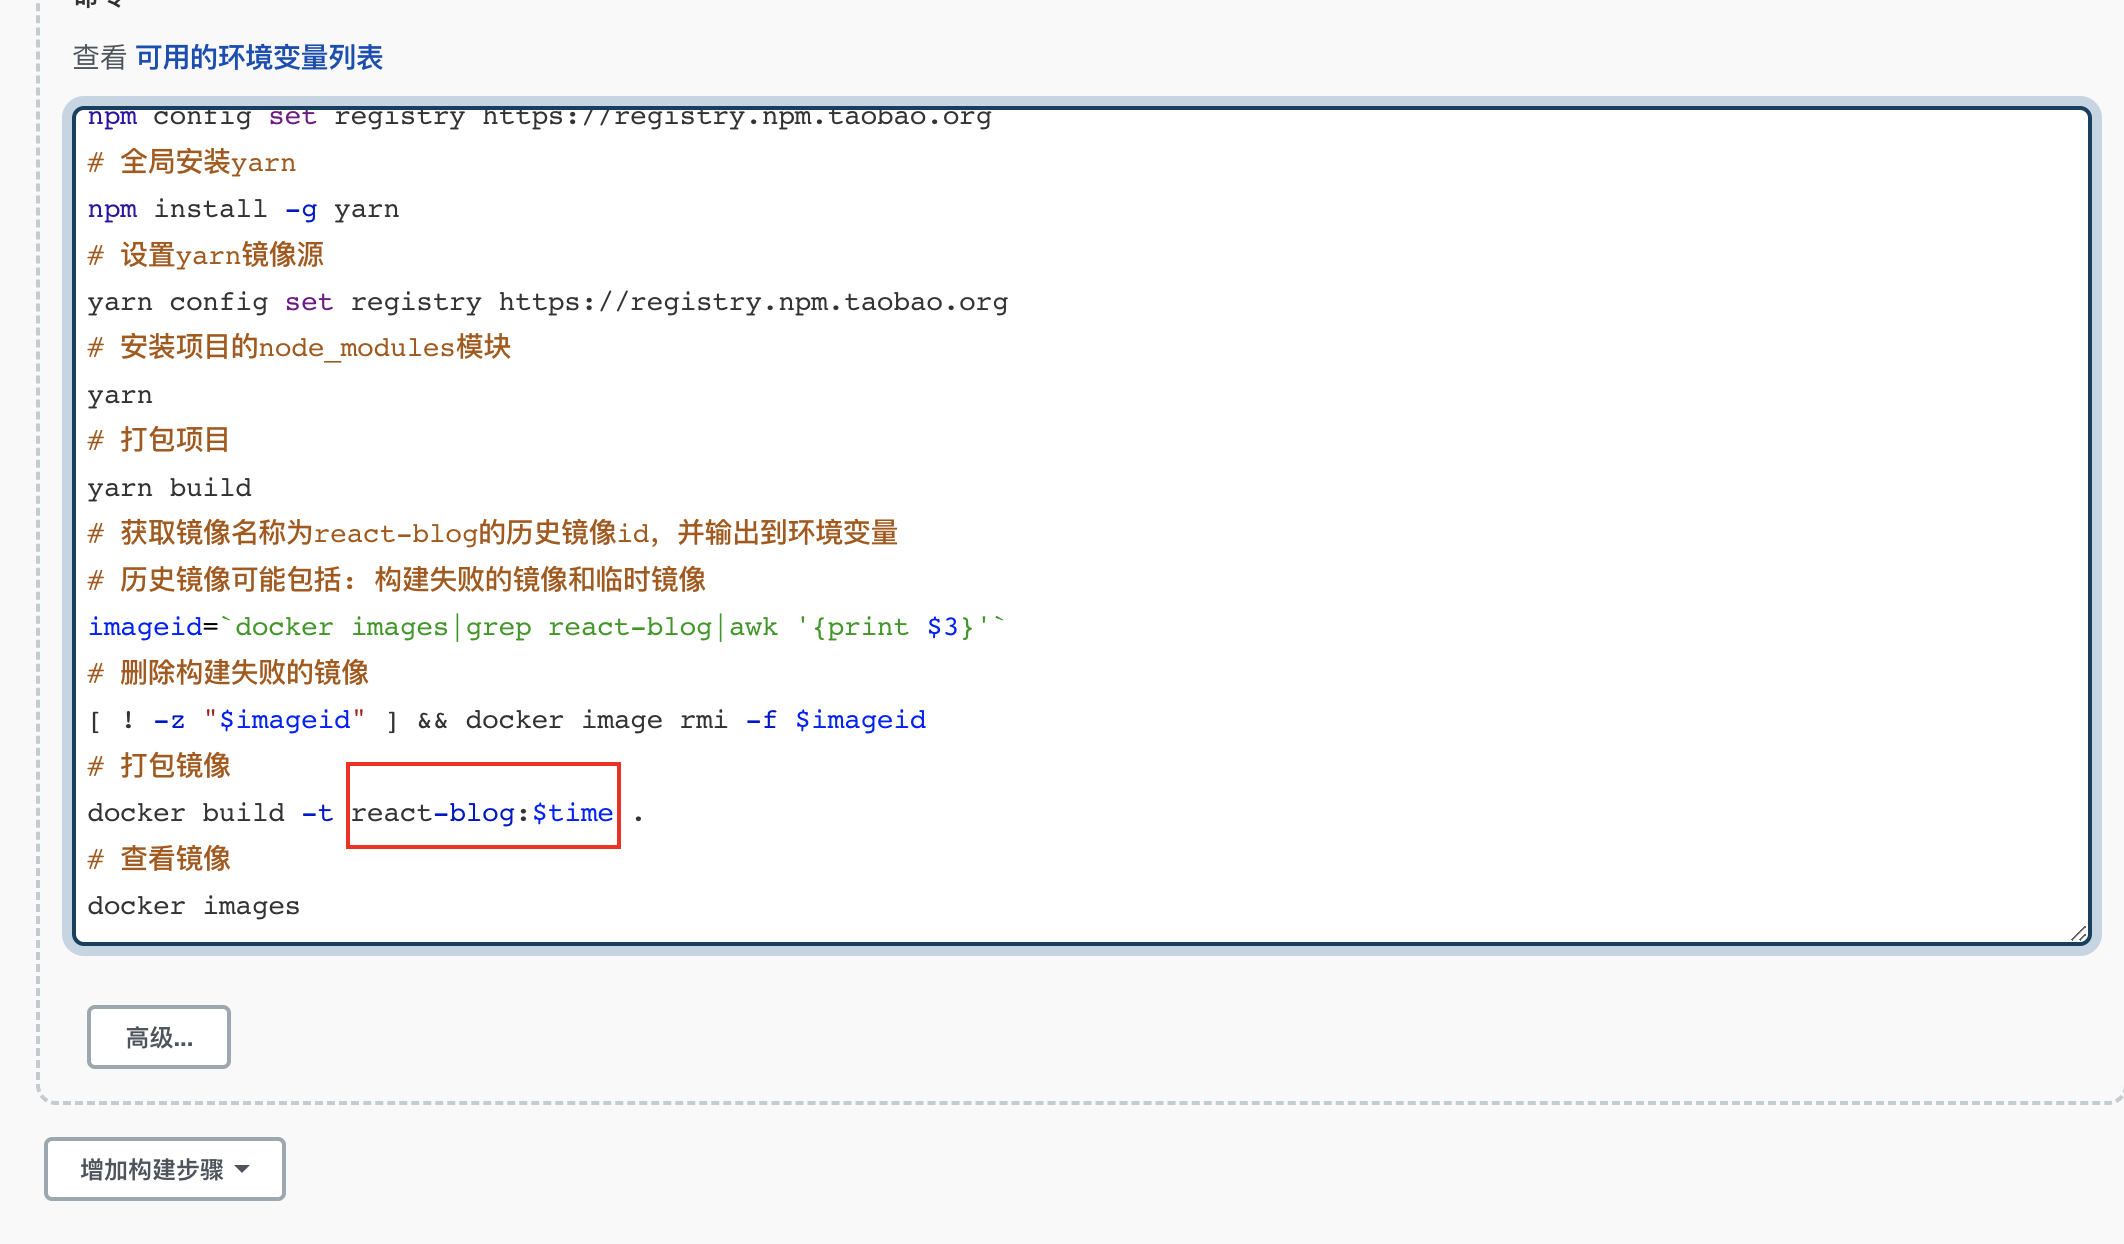 命令
查看 可用的环境变量列表
npm config set registry https://registry.npm.taobao.org
# 全局安装yarn
npm install -g yarn
# 设置yarn镜像源
yarn config set registry https://registry.npm.taobao.org
# 安装项目的node_modules模块
yarn
# 打包项目
yarn build
# 获取镜像名称为react-blog的历史镜像id，并输出到环境变量
# 历史镜像可能包括：构建失败的镜像和临时镜像
imageid=`docker images|grep react-blog|awk '{print $3}'`
# 删除构建失败的镜像
[ ! -z "$imageid" ] && docker image rmi -f $imageid
# 打包镜像
docker build -t react-blog:$time .
# 查看镜像
docker images
高级...
增加构建步骤